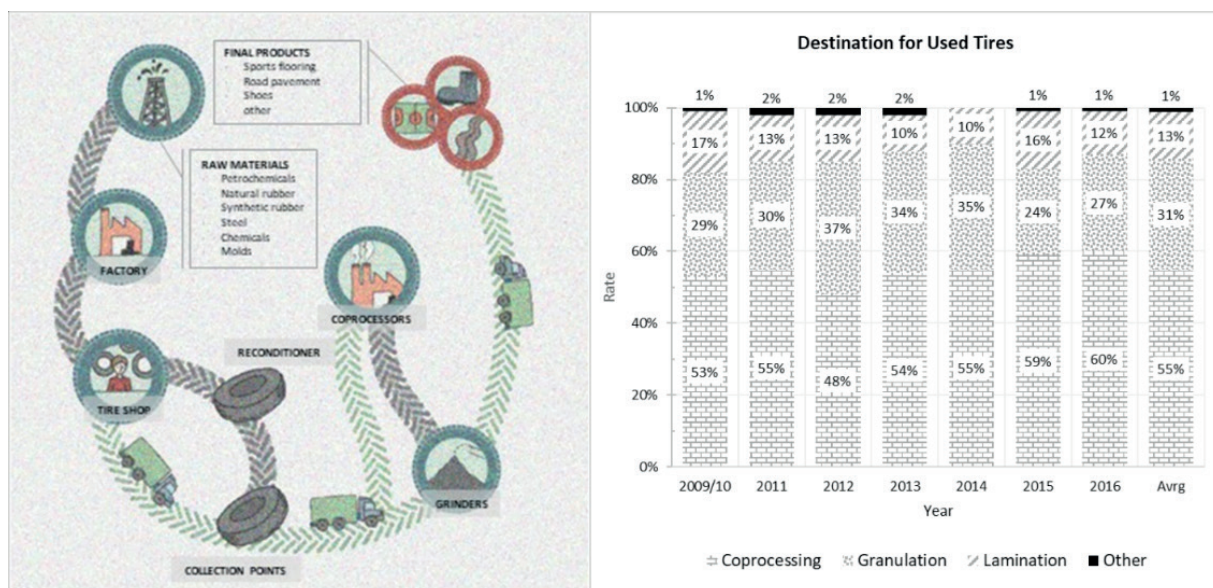 FINAL PRODUCTS
Sports flooring
Road pavement
Shoes
other
RAW MATERIALS
Petrochemicals
Natural rubber
Synthetic rubber
Steel
Chemicals
Molds
FACTORY
COPROCESSORS
RECONDITIONER
TIRE SHOP
GRINDERS
COLLECTION POINTS
Destination for Used Tires
1% 2% 2% 2% 1% 1% 1%
100%
17% 13% 13% 10% 10% 16% 12% 13%
80%
29% 30% 37% 34% 35% 24% 27% 31%
60%
Rate
40%
53% 55% 48% 54% 55% 59% 60% 55%
20%
0%
2009/10 2011 2012 2013 2014 2015 2016 Avrg
Year
Coprocessing Granulation Lamination Other